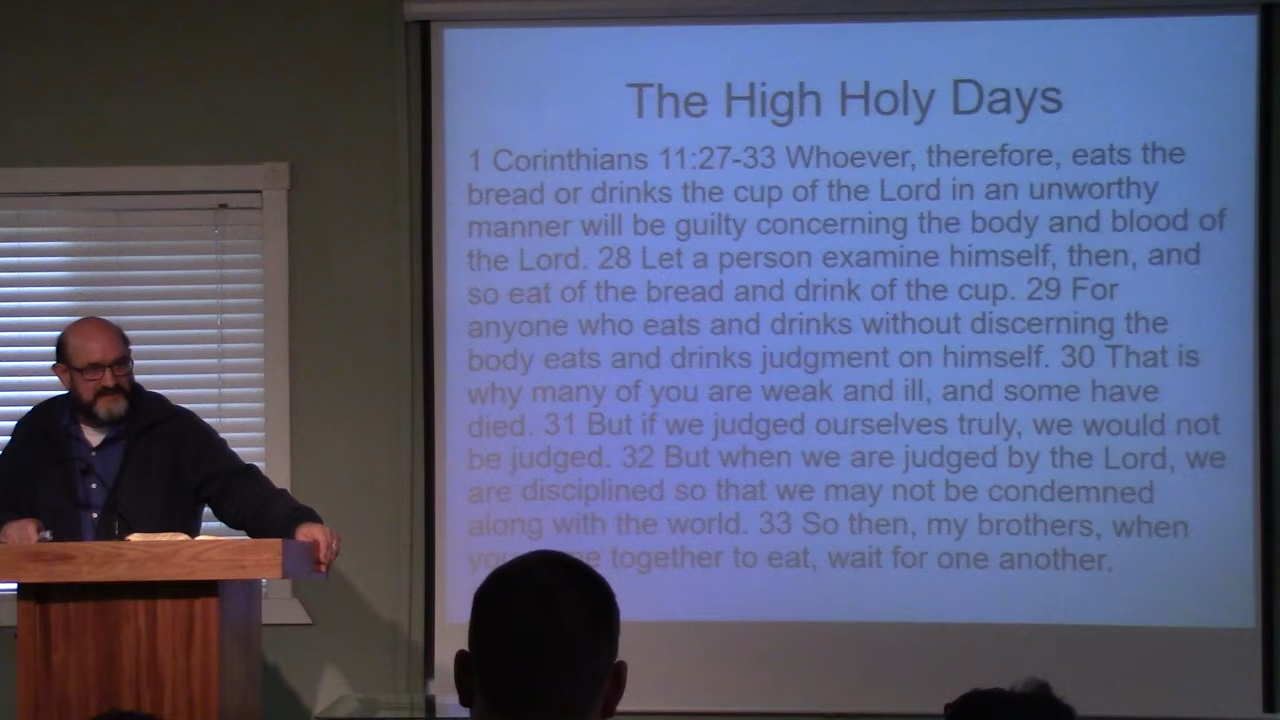 The High Holy Days
1 Corinthians 11:27-33 Whoever, therefore, eats the
bread or drinks the cup of the Lord in an unworthy
manner will be guilty concerning the body and blood of
the Lord. 28 Let a person examine himself, then, and
so eat of the bread and drink of the cup. 29 For
anyone who eats and drinks without discerning the
body eats and drinks judgment on himself. 30 That is
why many of you are weak and ill, and some have
died. 31 But if we judged ourselves truly, we would not
be judged. 32 But when we are judged by the Lord, we
are disciplined so that we may not be condemned
along with the world. 33 So then, my brothers, when
together to eat, wait for one another.